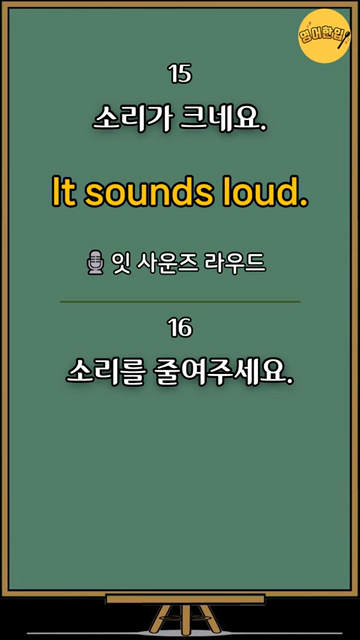 영어한입
15
소리가 크네요.
It sounds loud.
잇 사운즈 라우드
16
소리를 줄여주세요.